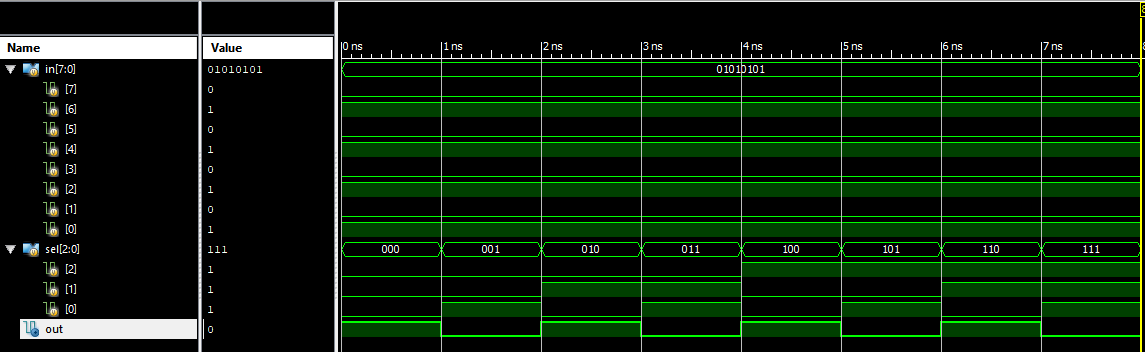 0 ns 1 ns 2 ns 3 ns 4 ns 5 ns 6 ns 7 ns
Name Value
in[7:0] 01010101 01010101
[7] 0
[6] 1
[5] 0
[4] 1
[3] 0
[2] 1
[1] 0
[0] 1
sel[2:0] 111 000 001 010 011 100 101 110 111
[2] 1
[1] 1
[0] 1
out 0